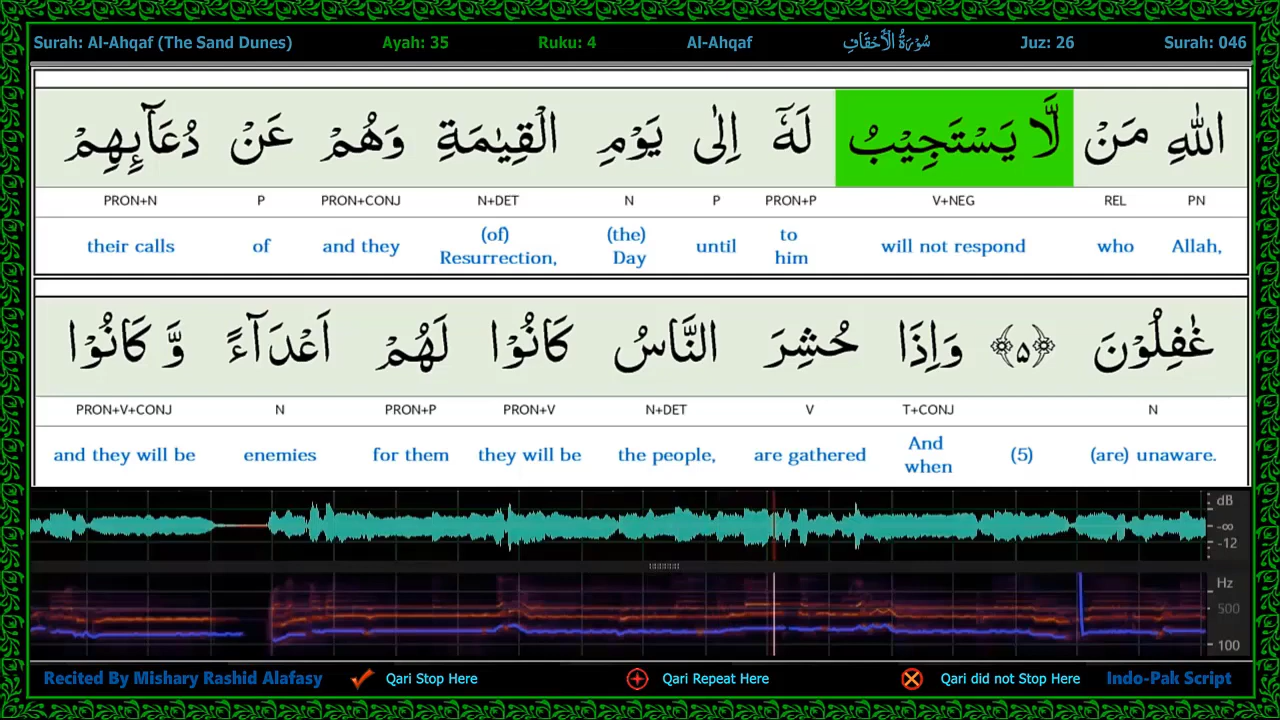 Surah: Al-Ahqaf (The Sand Dunes) Ayah: 35 Ruku: 4 Al-Ahqaf سُوْرَةُ الْاَحْقَافِ Juz: 26 Surah: 046
اللّٰهِ مَنْ لَّا يَسْتَجِيْبُ لَهٗۤ اِلٰى يَوْمِ الْقِيٰمَةِ وَهُمْ عَنْ دُعَآئِهِمْ
PRON+N P PRON+CONJ N+DET N P PRON+P V+NEG REL PN
their calls of and they (of) Resurrection, (the) Day until to him will not respond who Allah,
غٰفِلُوْنَ ﴿۵﴾ وَاِذَا حُشِرَ النَّاسُ كَانُوْا لَهُمْ اَعْدَآءً وَّ كَانُوْا
PRON+V+CONJ N PRON+P PRON+V N+DET V T+CONJ N
and they will be enemies for them they will be the people, are gathered And when (5) (are) unaware.
dB
-∞
-12
Hz
500
100
Recited By Mishary Rashid Alafasy Qari Stop Here Qari Repeat Here Qari did not Stop Here Indo-Pak Script